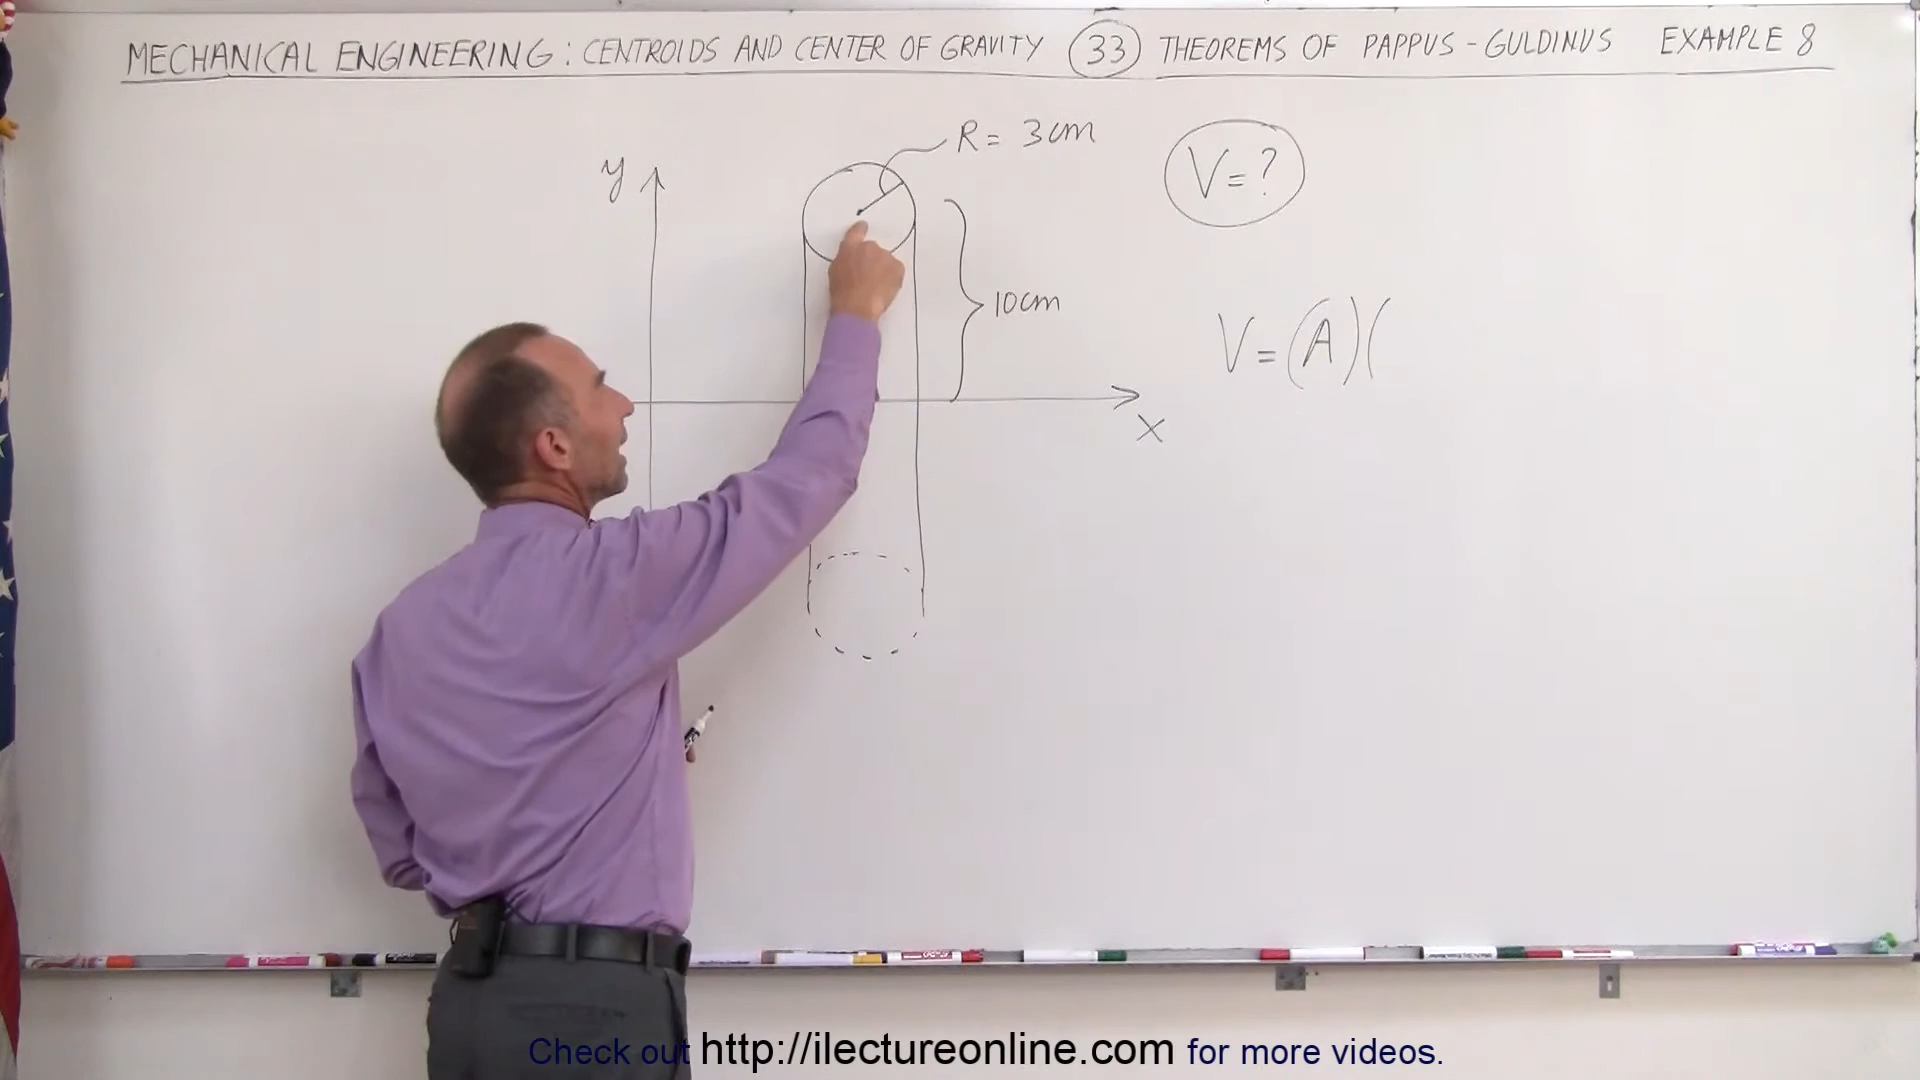 MECHANICAL ENGINEERING: CENTROIDS AND CENTER OF GRAVITY 33 THEOREMS OF PAPPUS-GULDINUS EXAMPLE 8
R = 3cm
V = ?
y
10cm
V = (A)(
x
Check out http://ilectureonline.com for more videos.